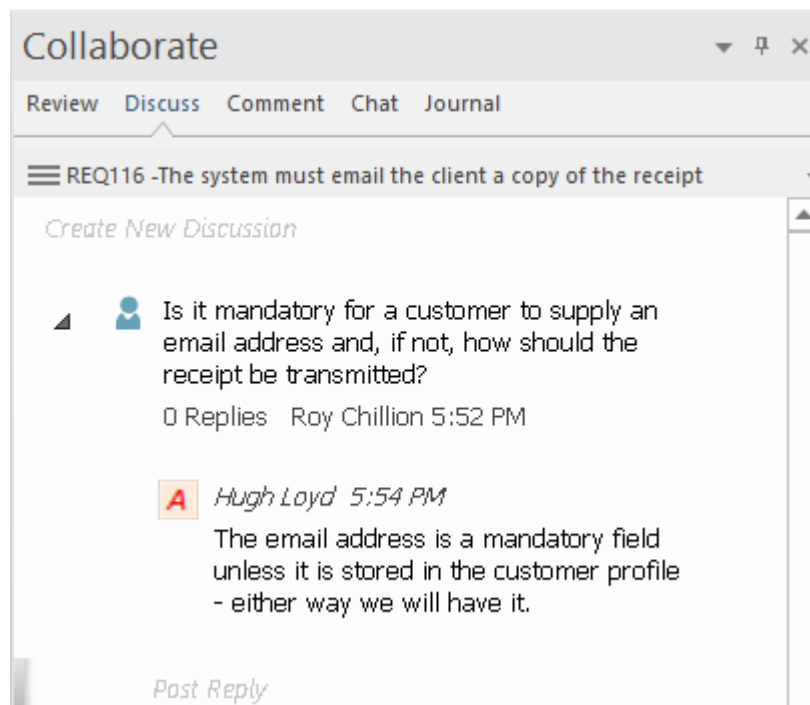 Collaborate
Review Discuss Comment Chat Journal
REQ116 -The system must email the client a copy of the receipt
Create New Discussion
Is it mandatory for a customer to supply an
email address and, if not, how should the
receipt be transmitted?
0 Replies Roy Chillion 5:52 PM
A Hugh Loyd 5:54 PM
The email address is a mandatory field
unless it is stored in the customer profile
- either way we will have it.
Post Reply